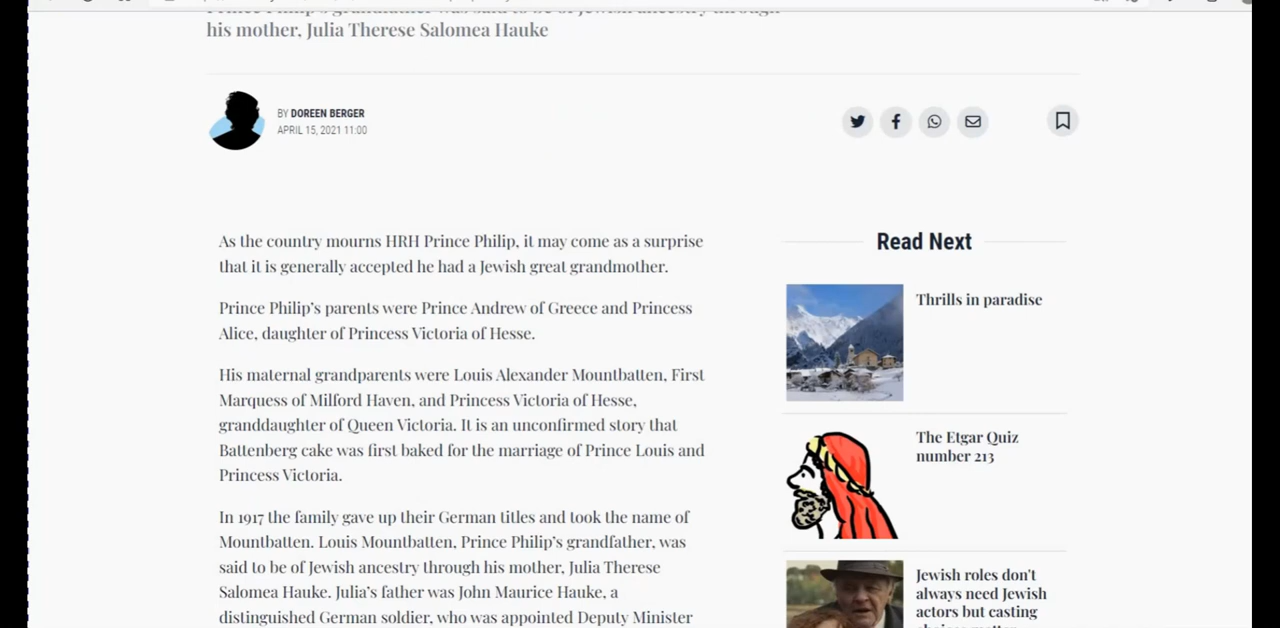 his mother, Julia Therese Salomea Hauke
BY DOREEN BERGER
APRIL 15, 2021 11:00
As the country mourns HRH Prince Philip, it may come as a surprise
that it is generally accepted he had a Jewish great grandmother.
Prince Philip’s parents were Prince Andrew of Greece and Princess
Alice, daughter of Princess Victoria of Hesse.
His maternal grandparents were Louis Alexander Mountbatten, First
Marquess of Milford Haven, and Princess Victoria of Hesse,
granddaughter of Queen Victoria. It is an unconfirmed story that
Battenberg cake was first baked for the marriage of Prince Louis and
Princess Victoria.
In 1917 the family gave up their German titles and took the name of
Mountbatten. Louis Mountbatten, Prince Philip’s grandfather, was
said to be of Jewish ancestry through his mother, Julia Therese
Salomea Hauke. Julia’s father was John Maurice Hauke, a
distinguished German soldier, who was appointed Deputy Minister
Read Next
Thrills in paradise
The Etgar Quiz
number 213
Jewish roles don't
always need Jewish
actors but casting